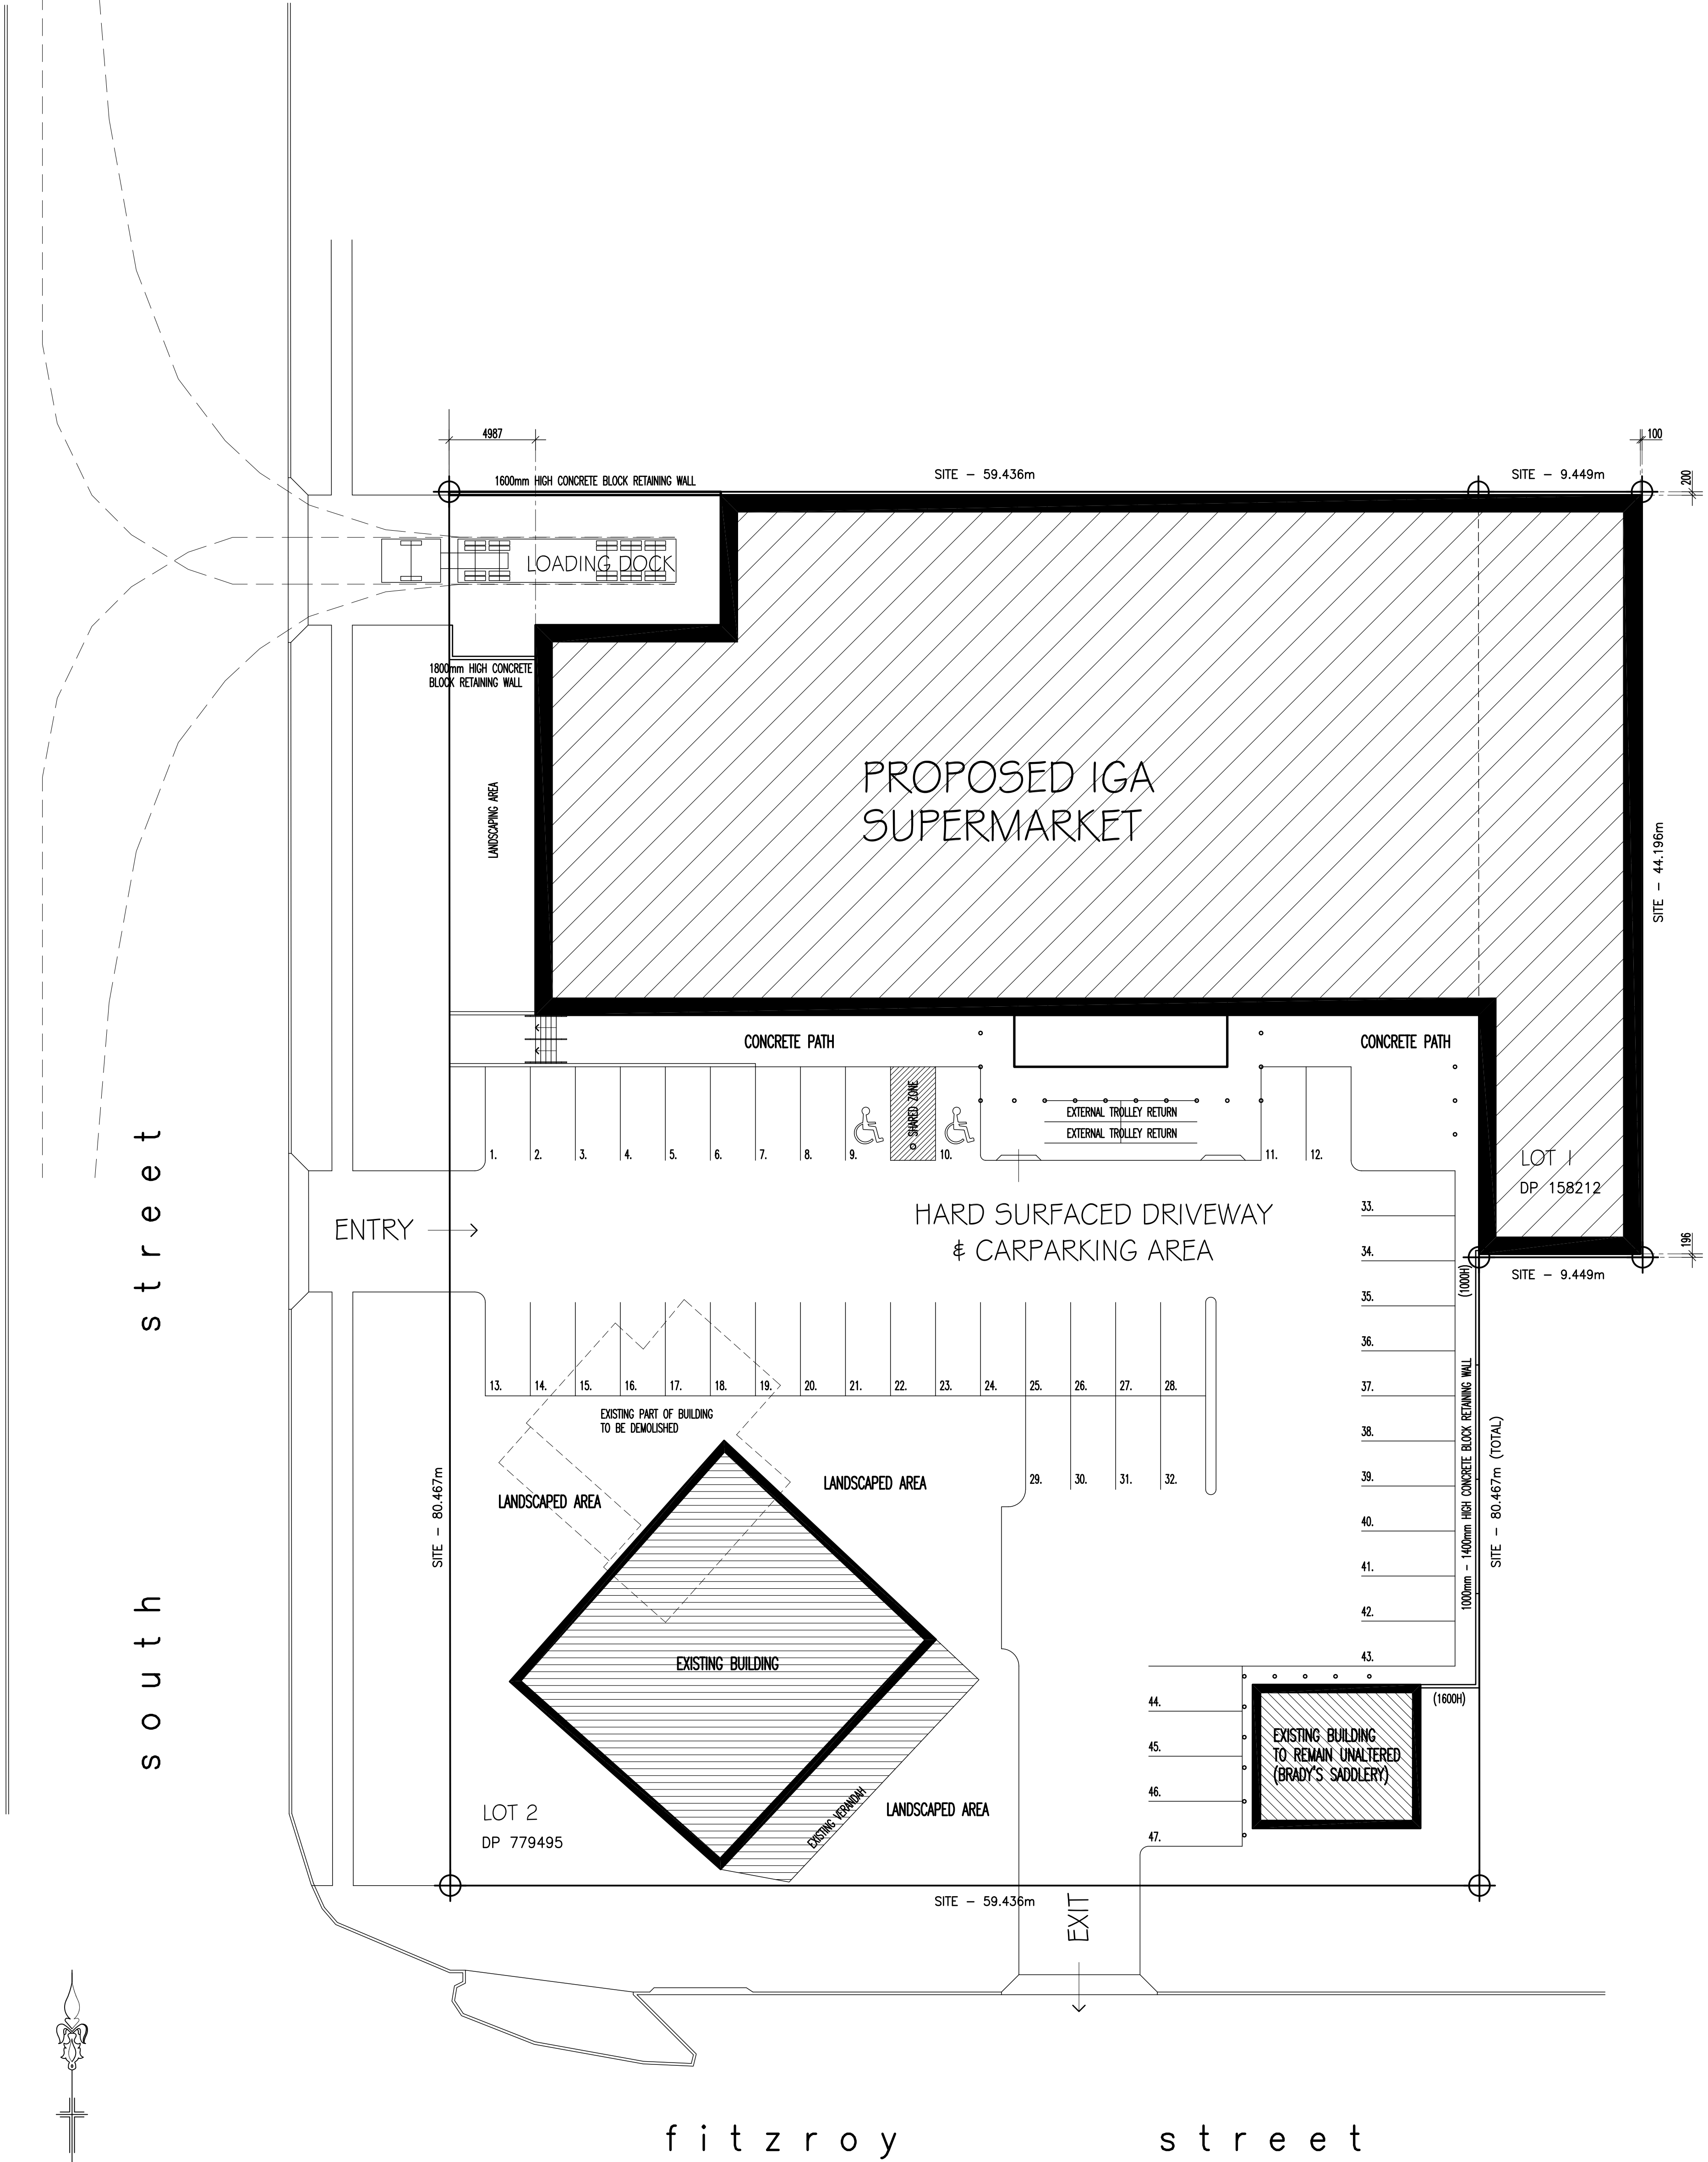 4987
100
SITE - 59.436m
SITE - 9.449m
200
1600mm HIGH CONCRETE BLOCK RETAINING WALL
LOADING DOCK
1800mm HIGH CONCRETE
BLOCK RETAINING WALL
LANDSCAPING AREA
PROPOSED IGA
SUPERMARKET
SITE - 44.196m
CONCRETE PATH
CONCRETE PATH
SHARED ZONE
EXTERNAL TROLLEY RETURN
EXTERNAL TROLLEY RETURN
1.
2.
3.
4.
5.
6.
7.
8.
9.
10.
11.
12.
LOT 1
DP 158212
HARD SURFACED DRIVEWAY
& CARPARKING AREA
ENTRY
196
SITE - 9.449m
33.
34.
35.
36.
37.
38.
39.
40.
41.
42.
43.
(1000H)
1000mm - 1400mm HIGH CONCRETE BLOCK RETAINING WALL
SITE - 80.467m (TOTAL)
13.
14.
15.
16.
17.
18.
19.
20.
21.
22.
23.
24.
25.
26.
27.
28.
EXISTING PART OF BUILDING
TO BE DEMOLISHED
29.
30.
31.
32.
LANDSCAPED AREA
LANDSCAPED AREA
SITE - 80.467m
EXISTING BUILDING
(1600H)
44.
45.
46.
47.
EXISTING BUILDING
TO REMAIN UNALTERED
(BRADY'S SADDLERY)
EXISTING VERANDAH
LANDSCAPED AREA
LOT 2
DP 779495
SITE - 59.436m
EXIT
south street
fitzroy street